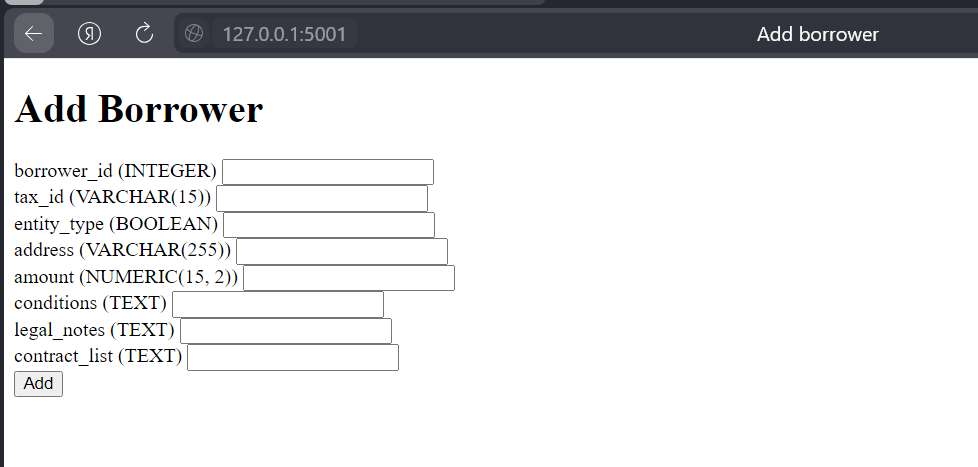 Я 127.0.0.1:5001 Add borrower
Add Borrower
borrower_id (INTEGER)
tax_id (VARCHAR(15))
entity_type (BOOLEAN)
address (VARCHAR(255))
amount (NUMERIC(15, 2))
conditions (TEXT)
legal_notes (TEXT)
contract_list (TEXT)
Add